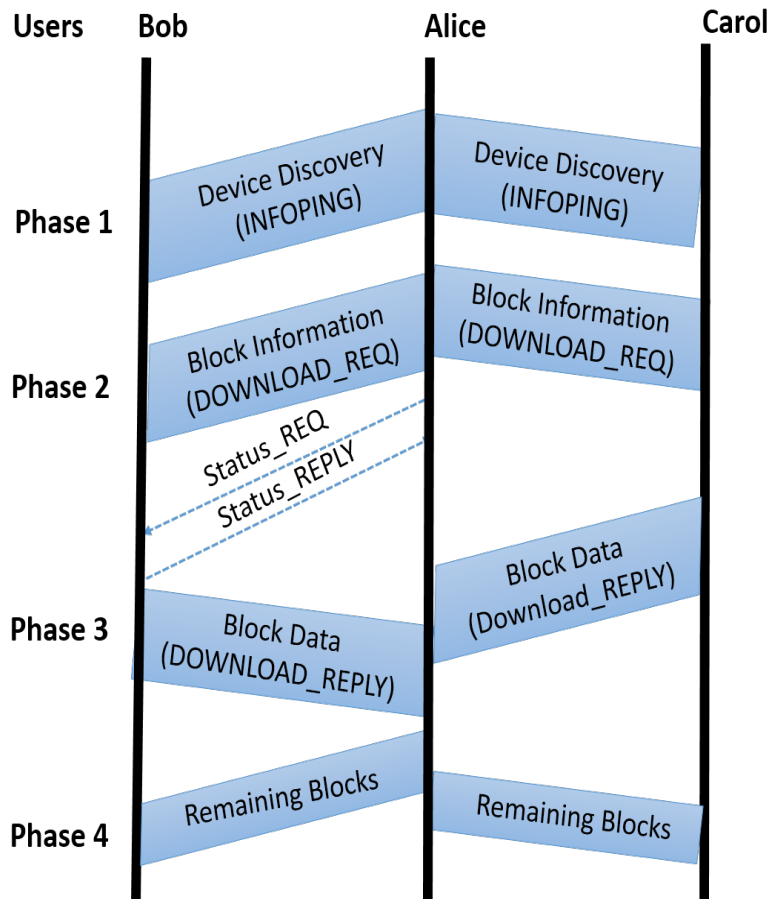 Users
Bob
Alice
Carol
Device Discovery
(INFOPING)
Device Discovery
(INFOPING)
Phase 1
Block Information
(DOWNLOAD_REQ)
Block Information
(DOWNLOAD_REQ)
Phase 2
Status_REQ
Status_REPLY
Block Data
(Download_REPLY)
Phase 3
Block Data
(DOWNLOAD_REPLY)
Remaining Blocks
Remaining Blocks
Phase 4